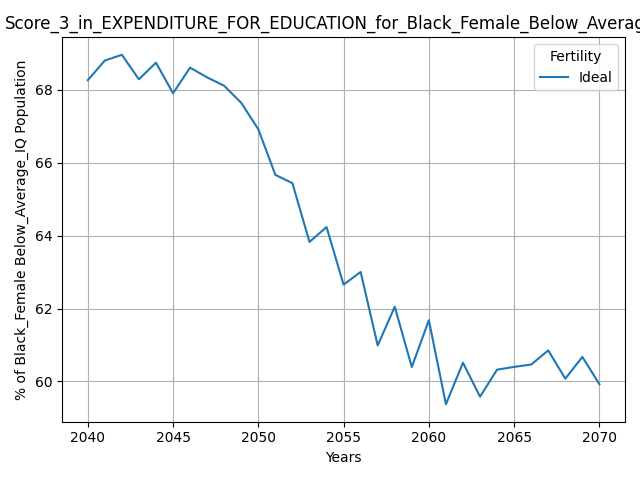 Score_3_in_EXPENDITURE_FOR_EDUCATION_for_Black_Female_Below_Averag
Fertility
Ideal
% of Black_Female Below_Average_IQ Population
68
66
64
62
60
2040 2045 2050 2055 2060 2065 2070
Years